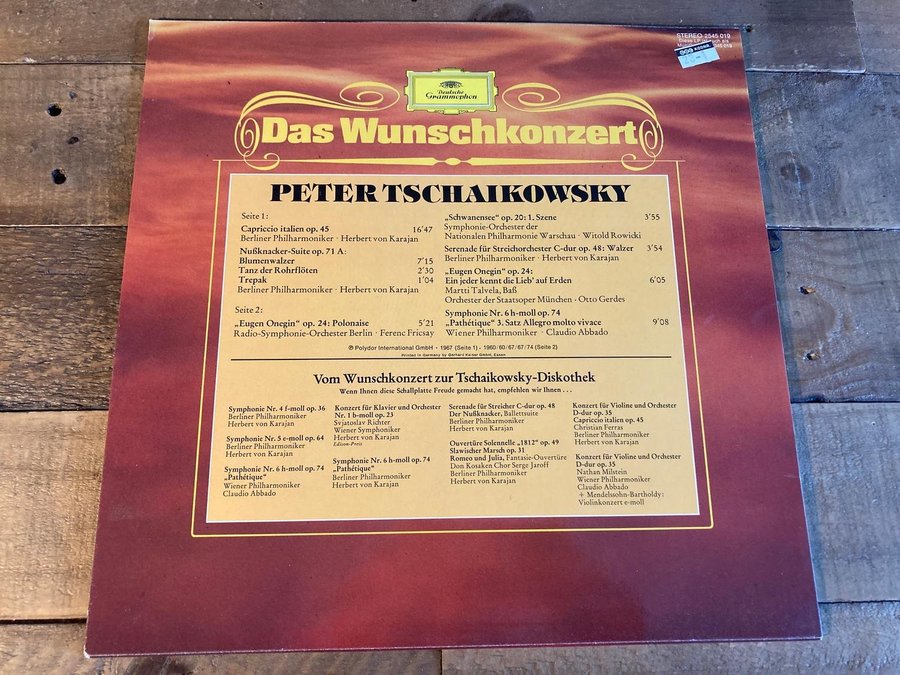 STEREO 2545 019
Deutsche
Grammophon
Das Wunschkonzert
PETER TSCHAIKOWSKY
Seite 1:
Capriccio italien op. 45 16'47
Berliner Philharmoniker · Herbert von Karajan
Nußknacker-Suite op. 71 A:
Blumenwalzer 7'15
Tanz der Rohrflöten 2'30
Trepak 1'04
Berliner Philharmoniker · Herbert von Karajan
Seite 2:
„Eugen Onegin“ op. 24: Polonaise 5'21
Radio-Symphonie-Orchester Berlin · Ferenc Fricsay
„Schwanensee“ op. 20: 1. Szene 3'55
Symphonie-Orchester der
Nationalen Philharmonie Warschau · Witold Rowicki
Serenade für Streichorchester C-dur op. 48: Walzer 3'54
Berliner Philharmoniker · Herbert von Karajan
„Eugen Onegin“ op. 24:
Ein jeder kennt die Lieb' auf Erden 6'05
Martti Talvela, Baß
Orchester der Staatsoper München · Otto Gerdes
Symphonie Nr. 6 h-moll op. 74
„Pathétique“ 3. Satz Allegro molto vivace 9'08
Wiener Philharmoniker · Claudio Abbado
℗ Polydor International GmbH · 1967 (Seite 1) · 1960/60/67/67/74 (Seite 2)
Printed in Germany by Gerhard Kaiser GmbH, Essen
Vom Wunschkonzert zur Tschaikowsky-Diskothek
Wenn Ihnen diese Schallplatte Freude gemacht hat, empfehlen wir Ihnen . . .
Symphonie Nr. 4 f-moll op. 36
Berliner Philharmoniker
Herbert von Karajan
Symphonie Nr. 5 e-moll op. 64
Berliner Philharmoniker
Herbert von Karajan
Symphonie Nr. 6 h-moll op. 74
„Pathétique“
Wiener Philharmoniker
Claudio Abbado
Konzert für Klavier und Orchester
Nr. 1 b-moll op. 23
Svjatoslav Richter
Wiener Symphoniker
Herbert von Karajan
Edison-Preis
Symphonie Nr. 6 h-moll op. 74
„Pathétique“
Berliner Philharmoniker
Herbert von Karajan
Serenade für Streicher C-dur op. 48
Der Nußknacker, Ballettsuite
Berliner Philharmoniker
Herbert von Karajan
Ouvertüre Solennelle „1812“ op. 49
Slawischer Marsch op. 31
Romeo und Julia, Fantasie-Ouvertüre
Don Kosaken Chor Serge Jaroff
Berliner Philharmoniker
Herbert von Karajan
Konzert für Violine und Orchester
D-dur op. 35
Capriccio italien op. 45
Christian Ferras
Berliner Philharmoniker
Herbert von Karajan
Konzert für Violine und Orchester
D-dur op. 35
Nathan Milstein
Wiener Philharmoniker
Claudio Abbado
+ Mendelssohn-Bartholdy:
Violinkonzert e-moll